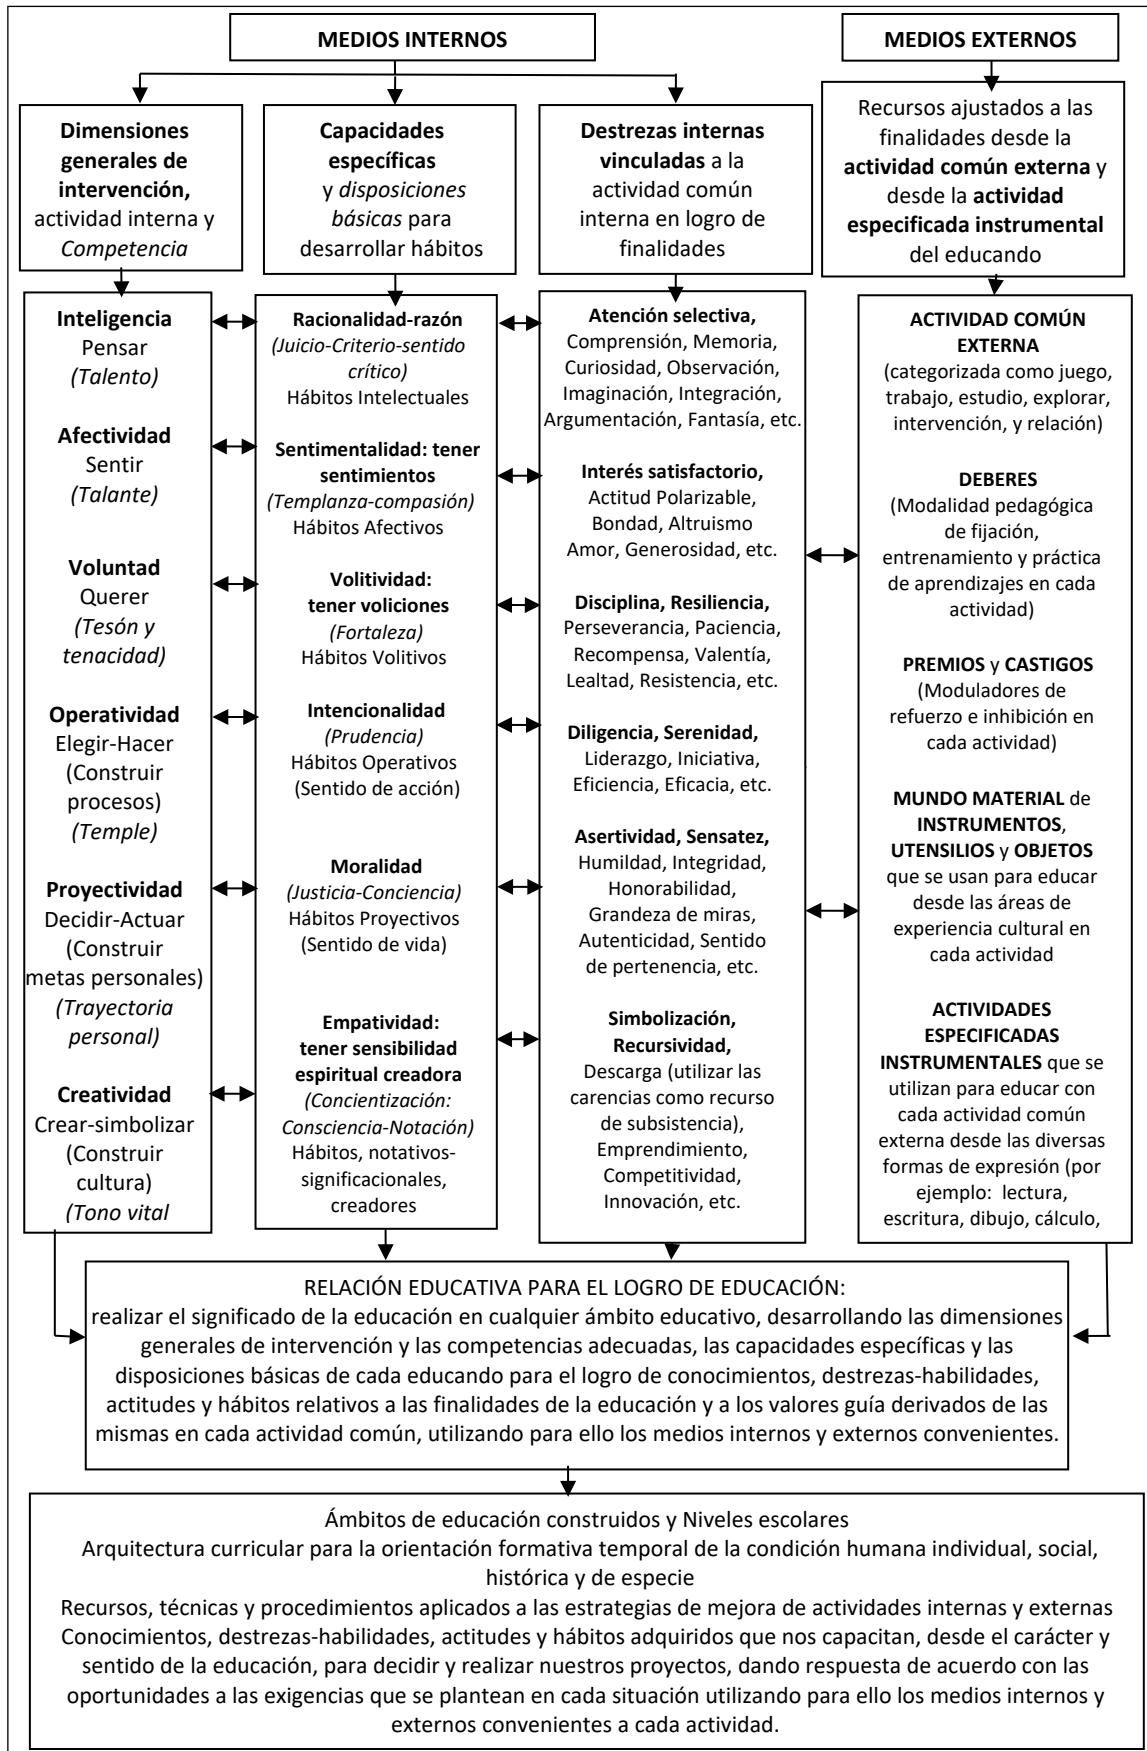 MEDIOS INTERNOS
MEDIOS EXTERNOS
Dimensiones
generales de
intervención,
actividad interna y
Competencia
Capacidades
específicas
y disposiciones
básicas para
desarrollar hábitos
Destrezas internas
vinculadas a la
actividad común
interna en logro de
finalidades
Recursos ajustados a las
finalidades desde la
actividad común externa y
desde la actividad
especificada instrumental
del educando
Inteligencia
Pensar
(Talento)
Afectividad
Sentir
(Talante)
Voluntad
Querer
(Tesón y
tenacidad)
Operatividad
Elegir-Hacer
(Construir
procesos)
(Temple)
Proyectividad
Decidir-Actuar
(Construir
metas personales)
(Trayectoria
personal)
Creatividad
Crear-simbolizar
(Construir
cultura)
(Tono vital
Racionalidad-razón
(Juicio-Criterio-sentido
crítico)
Hábitos Intelectuales
Sentimentalidad: tener
sentimientos
(Templanza-compasión)
Hábitos Afectivos
Volitividad:
tener voliciones
(Fortaleza)
Hábitos Volitivos
Intencionalidad
(Prudencia)
Hábitos Operativos
(Sentido de acción)
Moralidad
(Justicia-Conciencia)
Hábitos Proyectivos
(Sentido de vida)
Empatividad:
tener sensibilidad
espiritual creadora
(Concientización:
Consciencia-Notación)
Hábitos, notativos-
significacionales,
creadores
Atención selectiva,
Comprensión, Memoria,
Curiosidad, Observación,
Imaginación, Integración,
Argumentación, Fantasía, etc.
Interés satisfactorio,
Actitud Polarizable,
Bondad, Altruismo
Amor, Generosidad, etc.
Disciplina, Resiliencia,
Perseverancia, Paciencia,
Recompensa, Valentía,
Lealtad, Resistencia, etc.
Diligencia, Serenidad,
Liderazgo, Iniciativa,
Eficiencia, Eficacia, etc.
Asertividad, Sensatez,
Humildad, Integridad,
Honorabilidad,
Grandeza de miras,
Autenticidad, Sentido
de pertenencia, etc.
Simbolización,
Recursividad,
Descarga (utilizar las
carencias como recurso
de subsistencia),
Emprendimiento,
Competitividad,
Innovación, etc.
ACTIVIDAD COMÚN
EXTERNA
(categorizada como juego,
trabajo, estudio, explorar,
intervención, y relación)
DEBERES
(Modalidad pedagógica
de fijación,
entrenamiento y práctica
de aprendizajes en cada
actividad)
PREMIOS y CASTIGOS
(Moduladores de
refuerzo e inhibición en
cada actividad)
MUNDO MATERIAL de
INSTRUMENTOS,
UTENSILIOS y OBJETOS
que se usan para educar
desde las áreas de
experiencia cultural en
cada actividad
ACTIVIDADES
ESPECIFICADAS
INSTRUMENTALES que se
utilizan para educar con
cada actividad común
externa desde las diversas
formas de expresión (por
ejemplo: lectura,
escritura, dibujo, cálculo,
RELACIÓN EDUCATIVA PARA EL LOGRO DE EDUCACIÓN:
realizar el significado de la educación en cualquier ámbito educativo, desarrollando las dimensiones
generales de intervención y las competencias adecuadas, las capacidades específicas y las
disposiciones básicas de cada educando para el logro de conocimientos, destrezas-habilidades,
actitudes y hábitos relativos a las finalidades de la educación y a los valores guía derivados de las
mismas en cada actividad común, utilizando para ello los medios internos y externos convenientes.
Ámbitos de educación construidos y Niveles escolares
Arquitectura curricular para la orientación formativa temporal de la condición humana individual, social,
histórica y de especie
Recursos, técnicas y procedimientos aplicados a las estrategias de mejora de actividades internas y externas
Conocimientos, destrezas-habilidades, actitudes y hábitos adquiridos que nos capacitan, desde el carácter y
sentido de la educación, para decidir y realizar nuestros proyectos, dando respuesta de acuerdo con las
oportunidades a las exigencias que se plantean en cada situación utilizando para ello los medios internos y
externos convenientes a cada actividad.